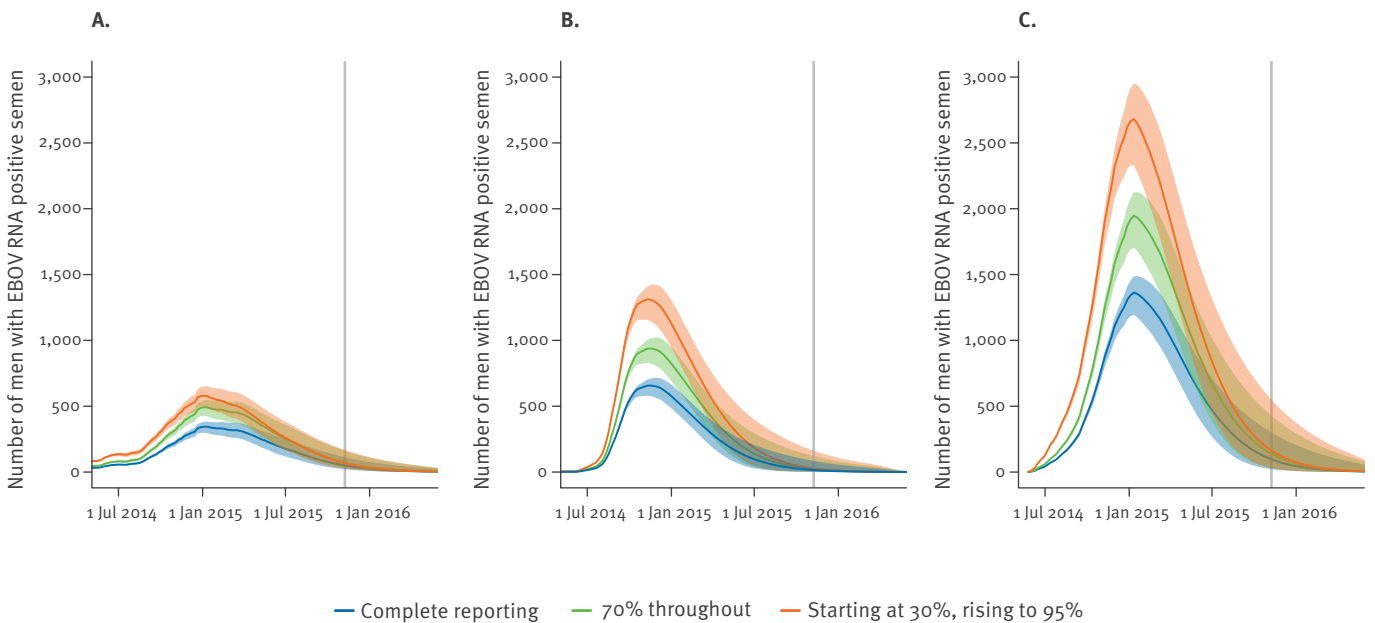 A.
Number of men with EBOV RNA positive semen
3,000
2,500
2,000
1,500
1,000
500
0
1 Jul 2014 1 Jan 2015 1 Jul 2015 1 Jan 2016
B.
Number of men with EBOV RNA positive semen
3,000
2,500
2,000
1,500
1,000
500
0
1 Jul 2014 1 Jan 2015 1 Jul 2015 1 Jan 2016
C.
Number of men with EBOV RNA positive semen
3,000
2,500
2,000
1,500
1,000
500
0
1 Jul 2014 1 Jan 2015 1 Jul 2015 1 Jan 2016
Complete reporting 70% throughout Starting at 30%, rising to 95%